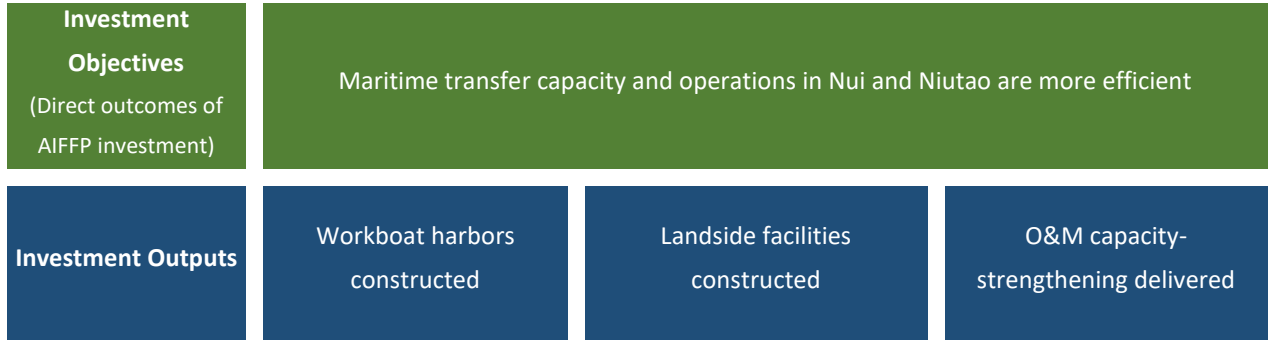 Investment
Objectives
(Direct outcomes of
AIFFP investment)
Maritime transfer capacity and operations in Nui and Niutao are more efficient
Investment Outputs
Workboat harbors
constructed
Landside facilities
constructed
O&M capacity-
strengthening delivered